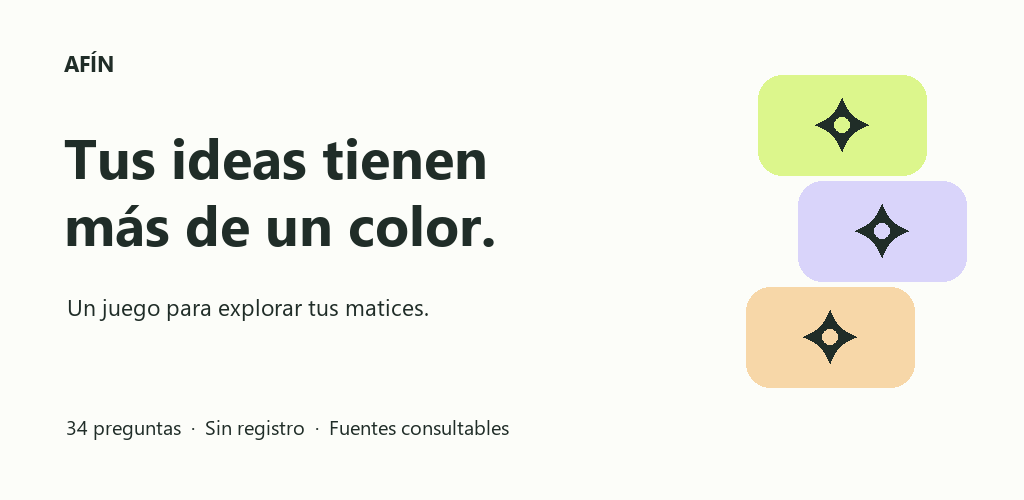 AFÍN
Tus ideas tienen
más de un color.
Un juego para explorar tus matices.
34 preguntas · Sin registro · Fuentes consultables